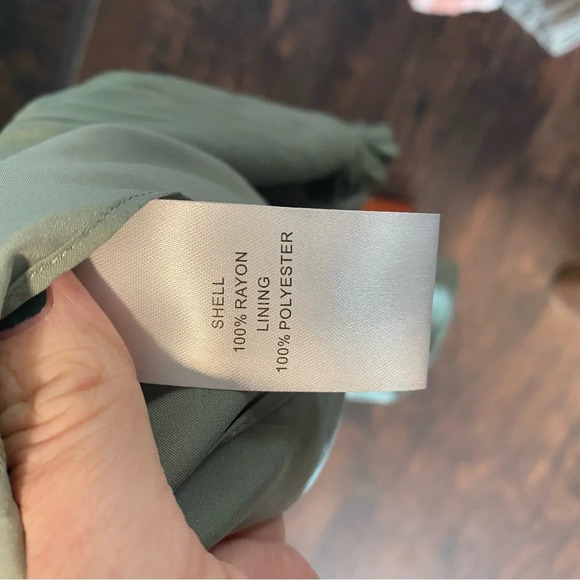 SHELL
100% RAYON
LINING
100% POLYESTER